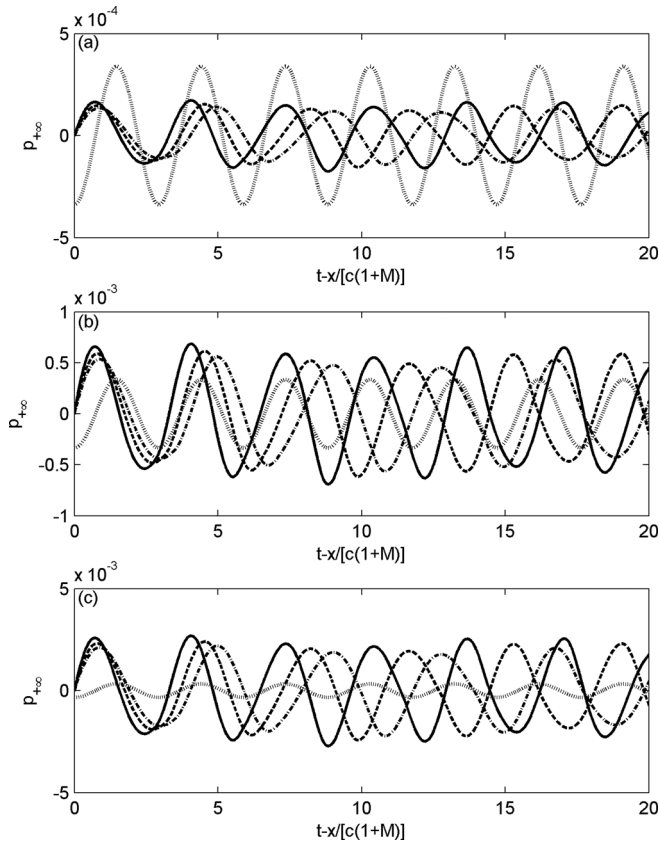 x 10⁻⁴
(a)
5
0
-5
p+∞
0 5 10 15 20
t-x/[c(1+M)]
x 10⁻³
(b)
1
0.5
0
-0.5
-1
p+∞
0 5 10 15 20
t-x/[c(1+M)]
x 10⁻³
(c)
5
0
-5
p+∞
0 5 10 15 20
t-x/[c(1+M)]